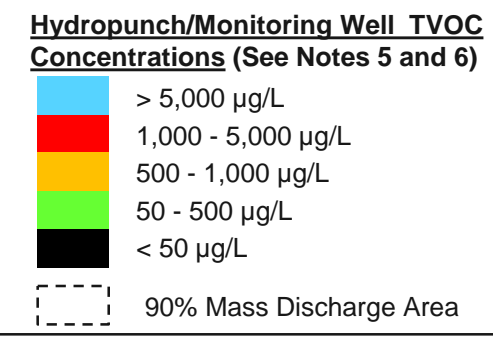 Hydropunch/Monitoring Well TVOC
Concentrations (See Notes 5 and 6)
> 5,000 µg/L
1,000 - 5,000 µg/L
500 - 1,000 µg/L
50 - 500 µg/L
< 50 µg/L
90% Mass Discharge Area